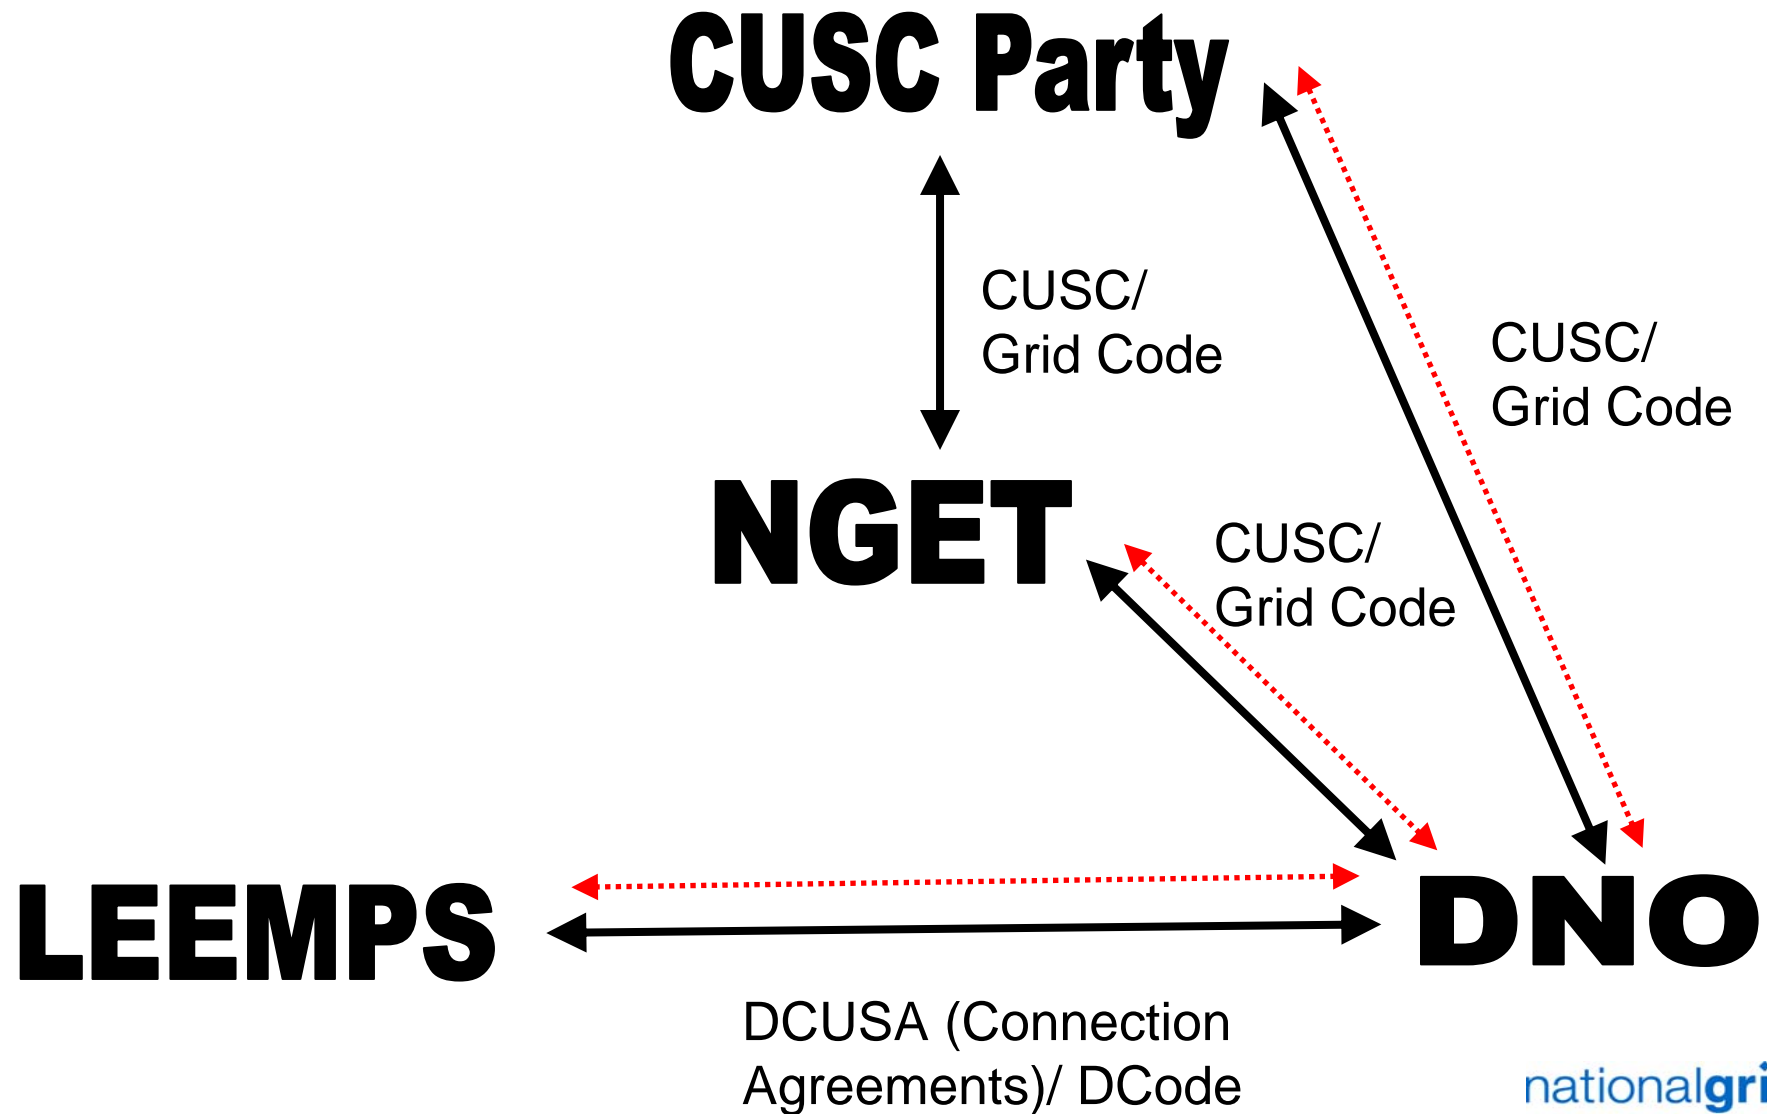 CUSC Party
CUSC/
Grid Code
CUSC/
Grid Code
NGET
CUSC/
Grid Code
LEEMPS
DNO
DCUSA (Connection
Agreements)/ DCode
nationalgri